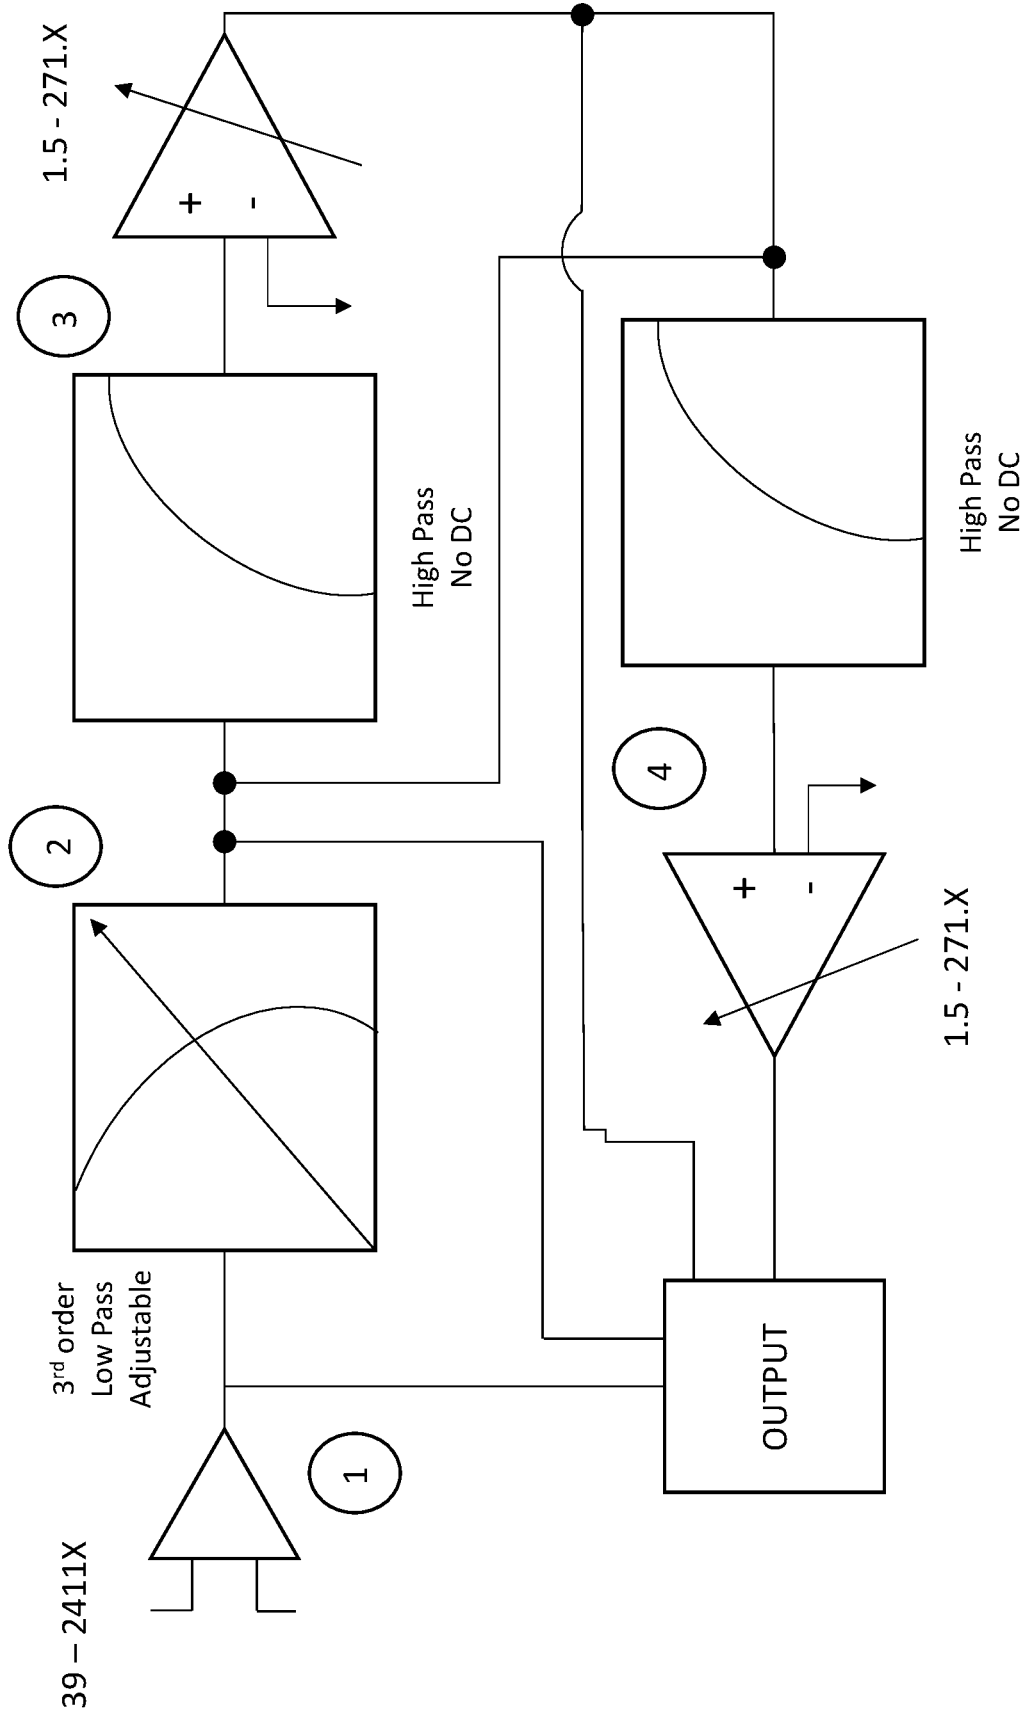 39 – 2411X
1
3rd order
Low Pass
Adjustable
2
High Pass
No DC
3
1.5 - 271.X
+
-
OUTPUT
1.5 - 271.X
+
-
4
High Pass
No DC